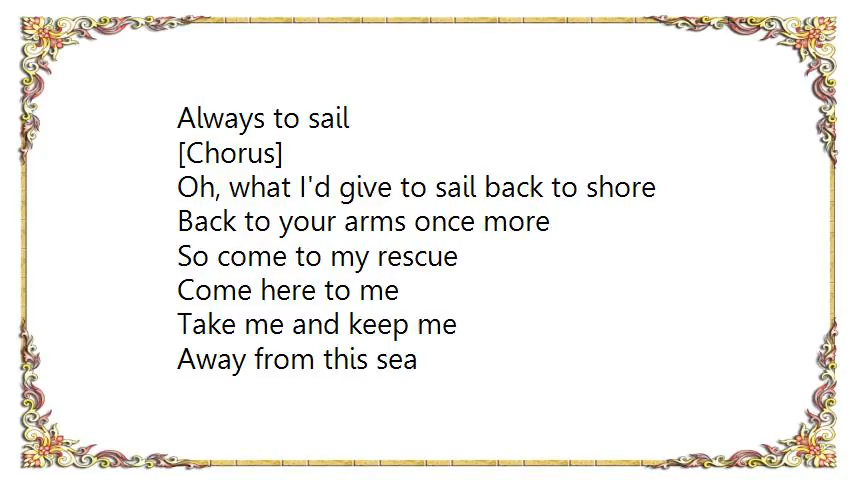 Always to sail
[Chorus]
Oh, what I'd give to sail back to shore
Back to your arms once more
So come to my rescue
Come here to me
Take me and keep me
Away from this sea